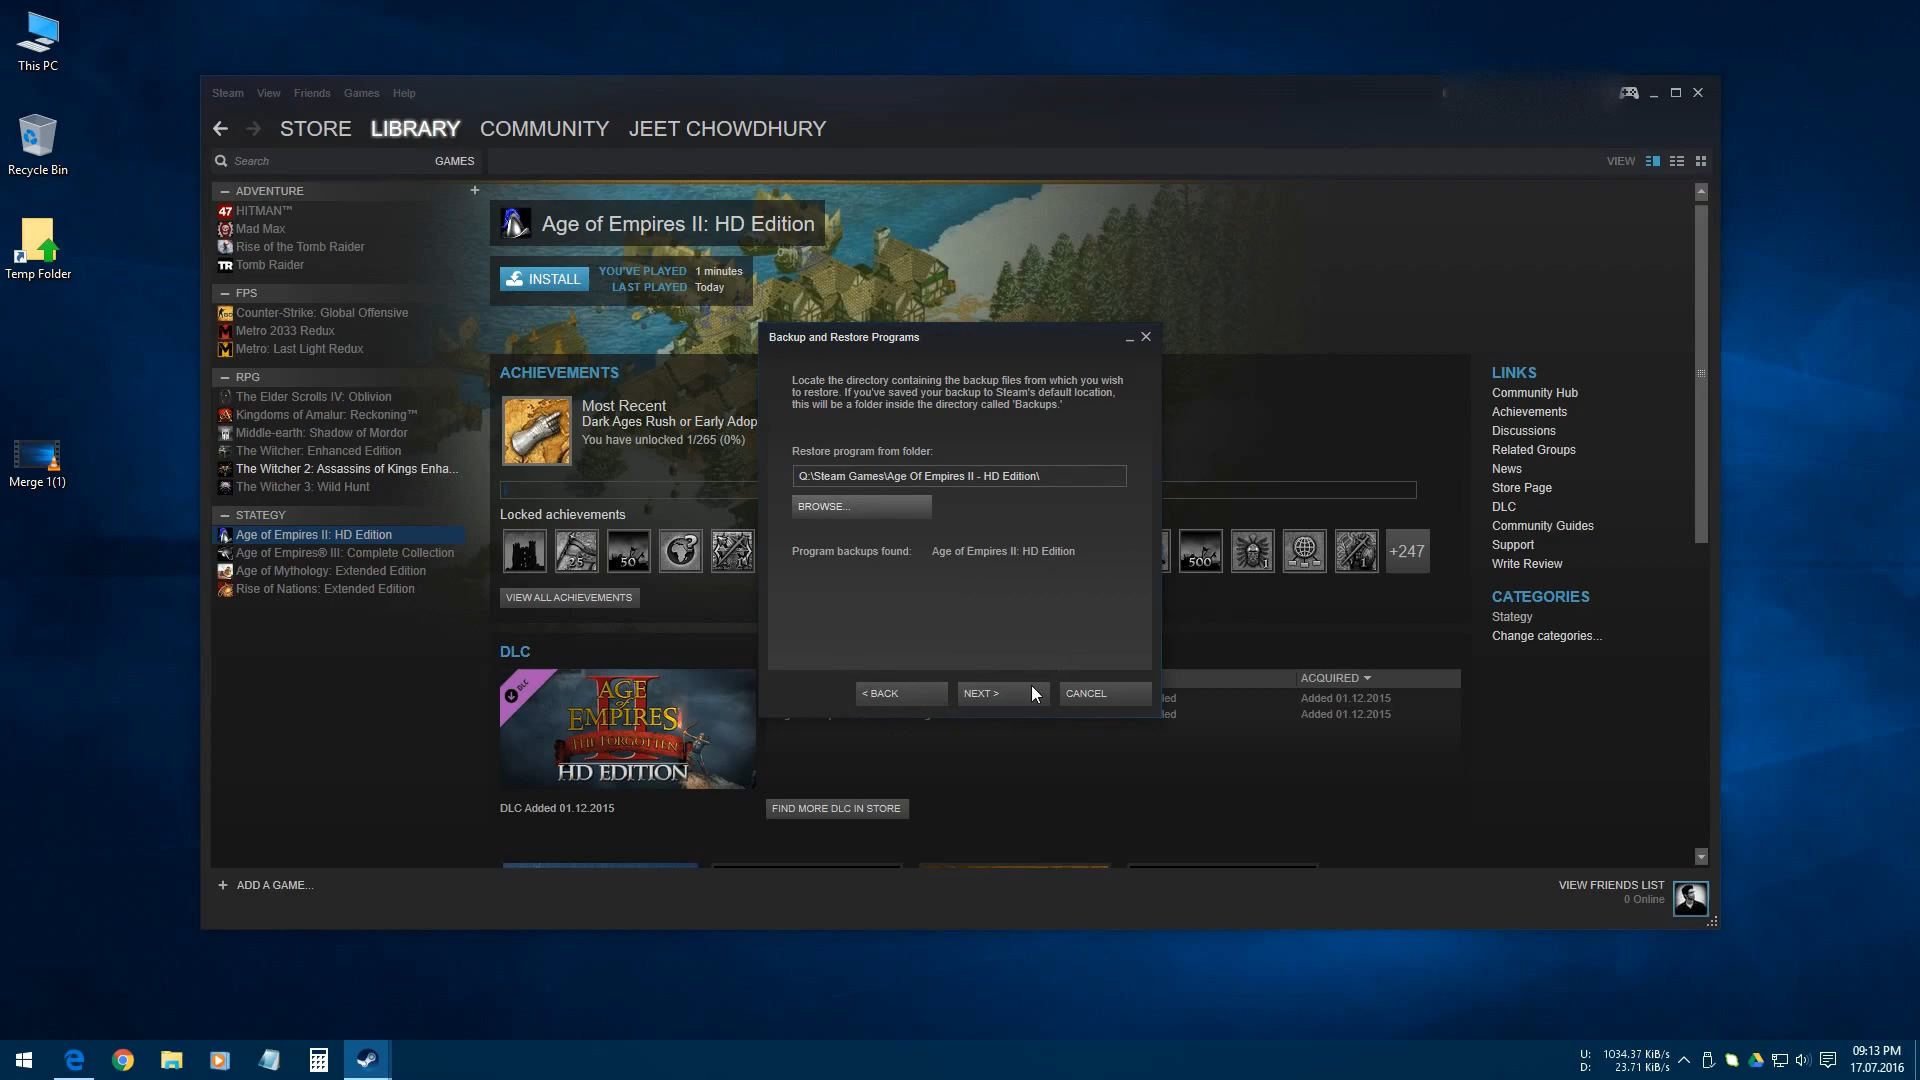 This PC
Recycle Bin
Temp Folder
Merge 1(1)
Steam View Friends Games Help
STORE LIBRARY COMMUNITY JEET CHOWDHURY
Search GAMES
VIEW
ADVENTURE
47 HITMAN™
Mad Max
Rise of the Tomb Raider
TR Tomb Raider
FPS
Counter-Strike: Global Offensive
Metro 2033 Redux
Metro: Last Light Redux
RPG
The Elder Scrolls IV: Oblivion
Kingdoms of Amalur: Reckoning™
Middle-earth: Shadow of Mordor
The Witcher: Enhanced Edition
The Witcher 2: Assassins of Kings Enha...
The Witcher 3: Wild Hunt
STATEGY
Age of Empires II: HD Edition
Age of Empires® III: Complete Collection
Age of Mythology: Extended Edition
Rise of Nations: Extended Edition
+ ADD A GAME...
Age of Empires II: HD Edition
INSTALL
YOU'VE PLAYED 1 minutes
LAST PLAYED Today
ACHIEVEMENTS
Most Recent
Dark Ages Rush or Early Adop
You have unlocked 1/265 (0%)
Locked achievements
25
50
1
500
1
1
+247
VIEW ALL ACHIEVEMENTS
DLC
DLC
AGE OF EMPIRES II
THE FORGOTTEN
HD EDITION
DLC Added 01.12.2015
FIND MORE DLC IN STORE
ACQUIRED
led Added 01.12.2015
led Added 01.12.2015
Backup and Restore Programs
Locate the directory containing the backup files from which you wish
to restore. If you've saved your backup to Steam's default location,
this will be a folder inside the directory called 'Backups.'
Restore program from folder:
Q:\Steam Games\Age Of Empires II - HD Edition\
BROWSE...
Program backups found: Age of Empires II: HD Edition
< BACK NEXT > CANCEL
LINKS
Community Hub
Achievements
Discussions
Related Groups
News
Store Page
DLC
Community Guides
Support
Write Review
CATEGORIES
Stategy
Change categories...
VIEW FRIENDS LIST
0 Online
U: 1034.37 KiB/s
D: 23.71 KiB/s
09:13 PM
17.07.2016